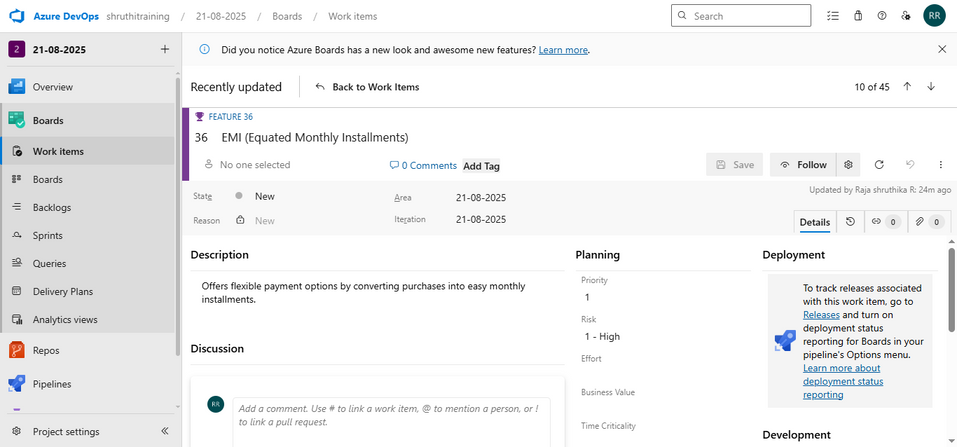 Azure DevOps shruthitraining / 21-08-2025 / Boards / Work items Search RR
2 21-08-2025
Did you notice Azure Boards has a new look and awesome new features? Learn more.
Overview
Recently updated Back to Work Items 10 of 45
FEATURE 36
Boards
36 EMI (Equated Monthly Installments)
Work items
No one selected 0 Comments Add Tag Save Follow
Boards
State New Area 21-08-2025 Updated by Raja shruthika R: 24m ago
Backlogs
Reason New Iteration 21-08-2025 Details 0 0
Sprints
Queries
Delivery Plans
Analytics views
Repos
Pipelines
Project settings
Description
Offers flexible payment options by converting purchases into easy monthly
installments.
Discussion
RR
Add a comment. Use # to link a work item, @ to mention a person, or !
to link a pull request.
Planning
Priority
1
Risk
1 - High
Effort
Business Value
Time Criticality
Deployment
To track releases associated
with this work item, go to
Releases and turn on
deployment status
reporting for Boards in your
pipeline's Options menu.
Learn more about
deployment status
reporting
Development